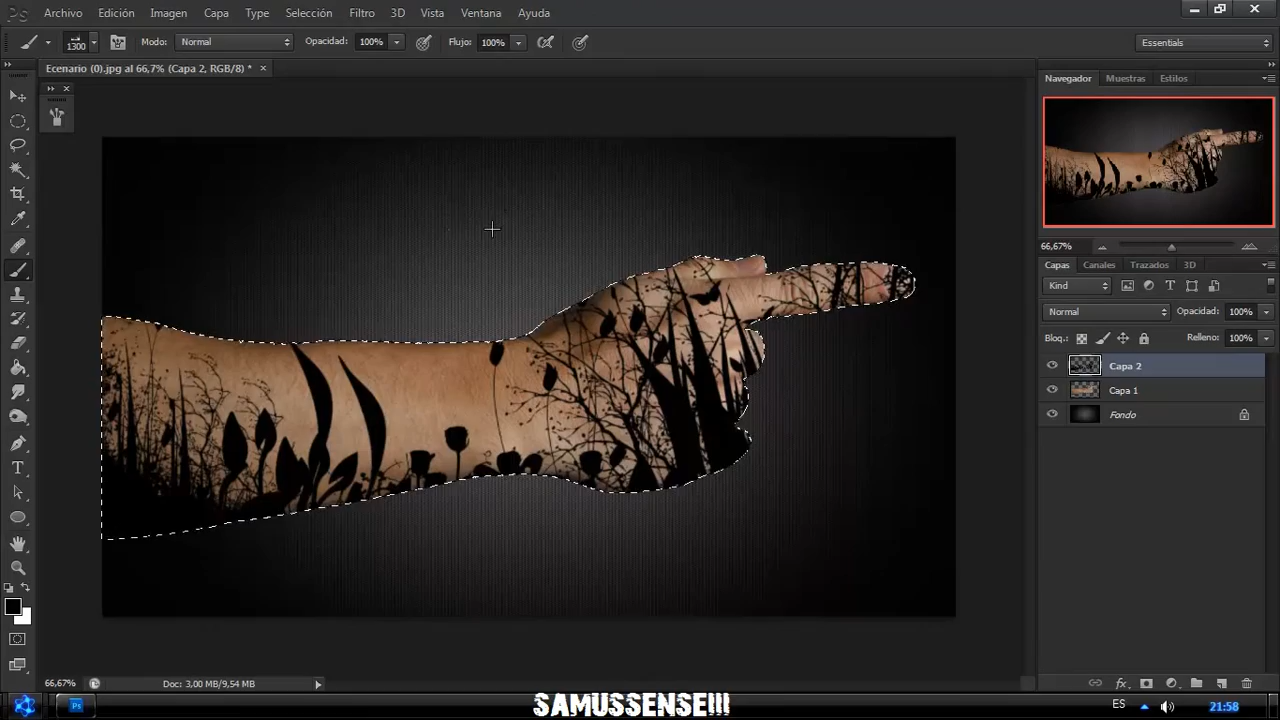 Ps Archivo Edición Imagen Capa Type Selección Filtro 3D Vista Ventana Ayuda
1300 Modo: Normal Opacidad: 100% Flujo: 100% Essentials
Ecenario (0).jpg al 66,7% (Capa 2, RGB/8) *
Navegador Muestras Estilos
66,67%
Capas Canales Trazados 3D
Kind
Normal Opacidad: 100%
Bloq.: Relleno: 100%
Capa 2
Capa 1
Fondo
66,67% Doc: 3,00 MB/9,54 MB
Ps SAMUSSENSE!!! ES 21:58